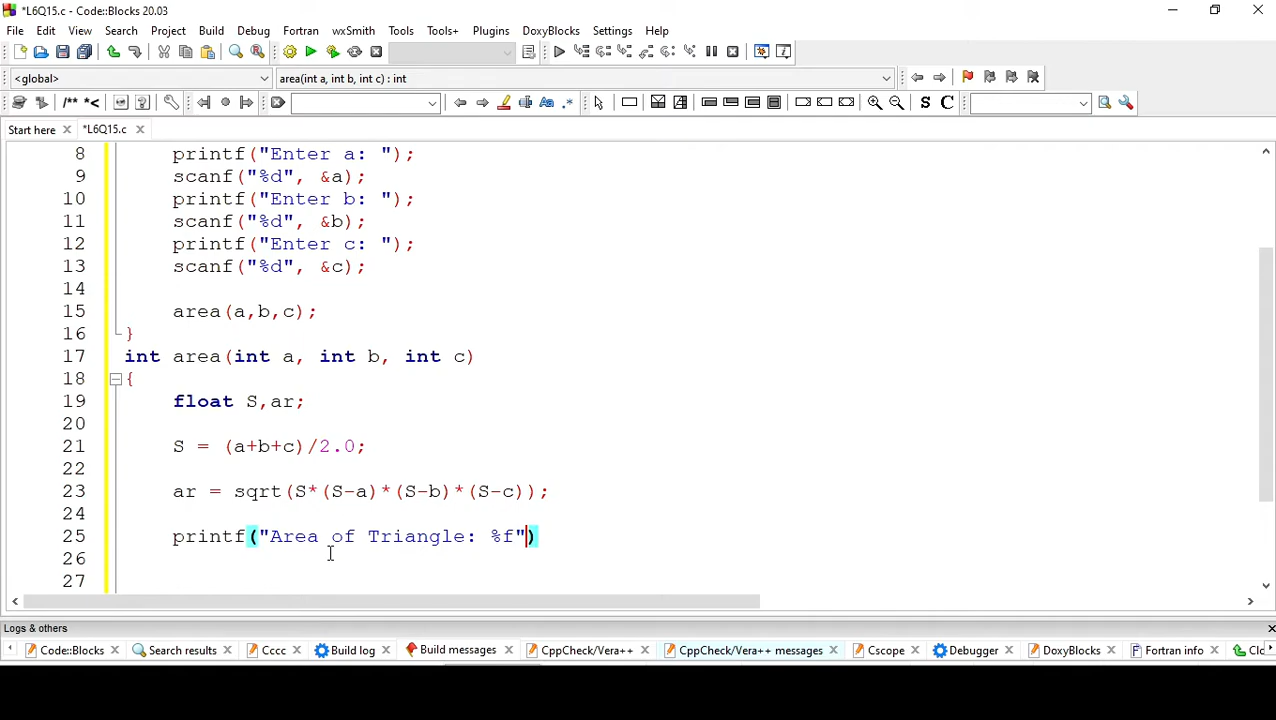 *L6Q15.c - Code::Blocks 20.03
File Edit View Search Project Build Debug Fortran wxSmith Tools Tools+ Plugins DoxyBlocks Settings Help
<global> area(int a, int b, int c) : int
/** *< Aa .* S C
Start here *L6Q15.c
8 printf("Enter a: ");
9 scanf("%d", &a);
10 printf("Enter b: ");
11 scanf("%d", &b);
12 printf("Enter c: ");
13 scanf("%d", &c);
14
15 area(a,b,c);
16 }
17 int area(int a, int b, int c)
18 {
19 float S,ar;
20
21 S = (a+b+c)/2.0;
22
23 ar = sqrt(S*(S-a)*(S-b)*(S-c));
24
25 printf("Area of Triangle: %f")
26
27
Logs & others
Code::Blocks Search results Cccc Build log Build messages CppCheck/Vera++ CppCheck/Vera++ messages Cscope Debugger DoxyBlocks Fortran info Clo